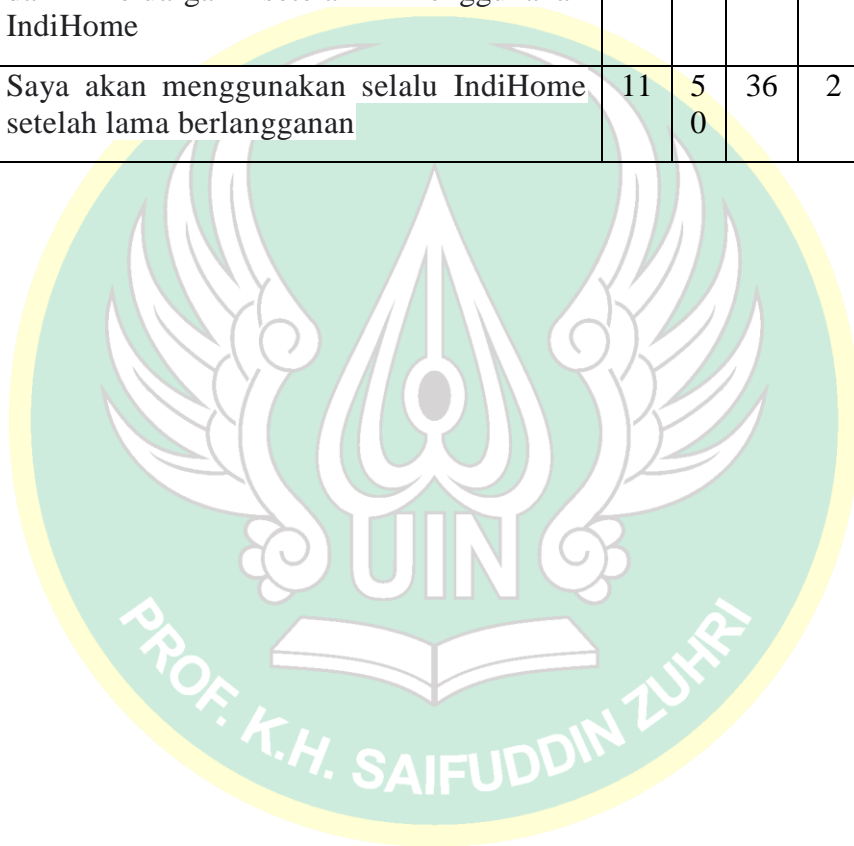 IndiHome
Saya akan menggunakan selalu IndiHome 11 5 36 2
setelah lama berlangganan 0
UIN
PROF. K.H. SAIFUDDIN ZUHRI